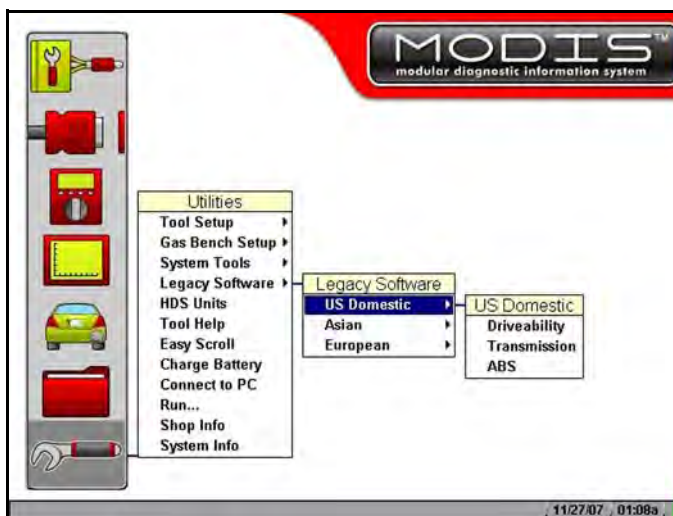 MODIS™
modular diagnostic information system
Utilities
Tool Setup
Gas Bench Setup
System Tools
Legacy Software
HDS Units
Tool Help
Easy Scroll
Charge Battery
Connect to PC
Run...
Shop Info
System Info
Legacy Software
US Domestic
Asian
European
US Domestic
Driveability
Transmission
ABS
11/27/07 01:08a